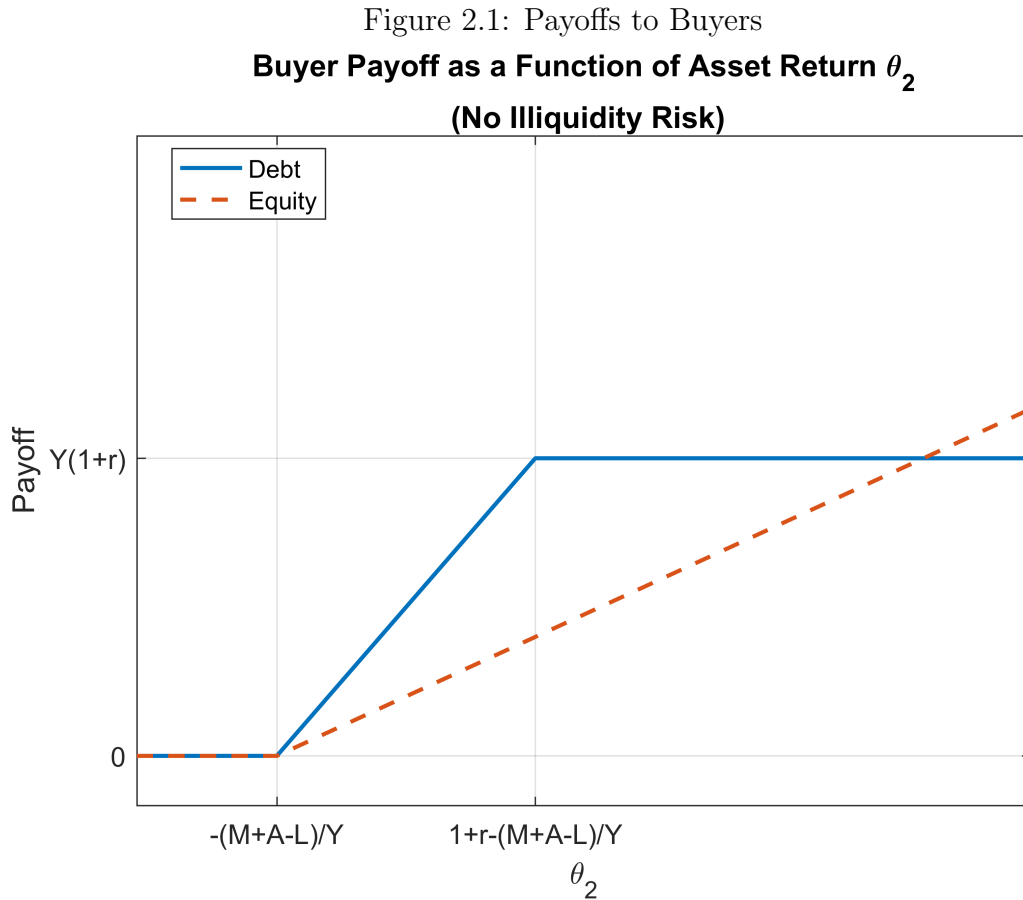 Figure 2.1: Payoffs to Buyers
Buyer Payoff as a Function of Asset Return θ₂
(No Illiquidity Risk)
Debt
Equity
Payoff
Y(1+r)
0
-(M+A-L)/Y
1+r-(M+A-L)/Y
θ₂